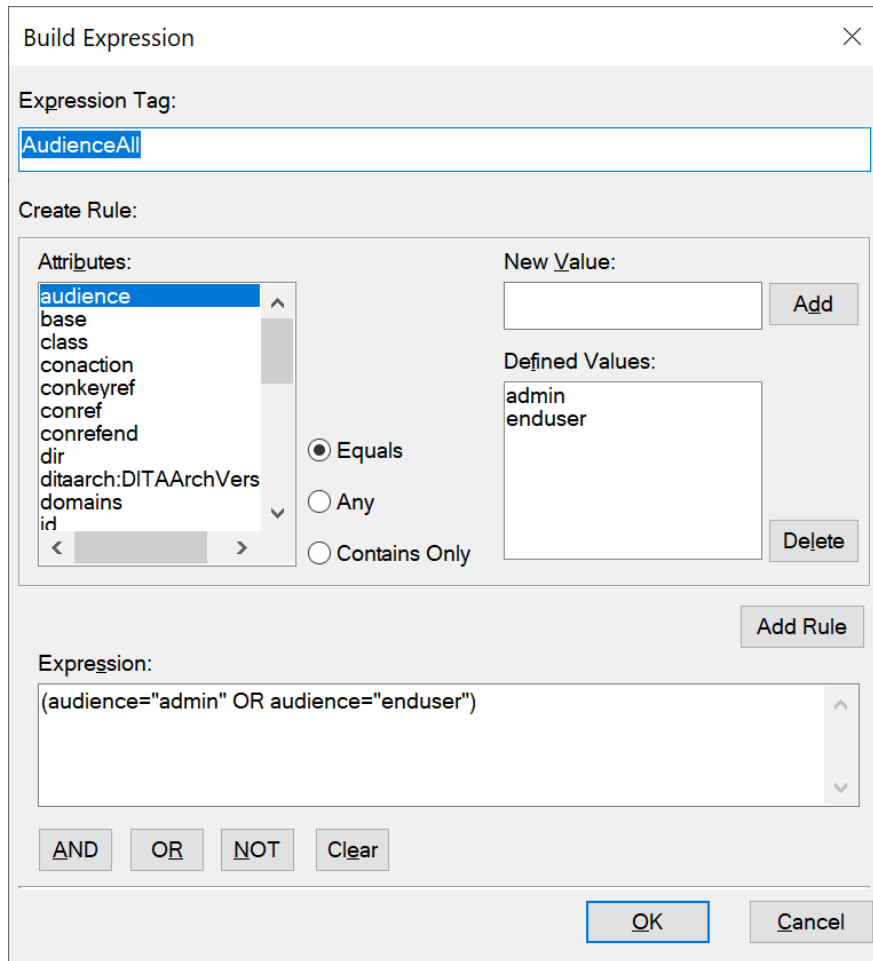 Build Expression
Expression Tag:
AudienceAll
Create Rule:
Attributes:
audience
base
class
conaction
conkeyref
conref
conrefend
dir
ditaarch:DITAArchVers
domains
id
Equals
Any
Contains Only
New Value:
Add
Defined Values:
admin
enduser
Delete
Add Rule
Expression:
(audience="admin" OR audience="enduser")
AND OR NOT Clear
OK Cancel